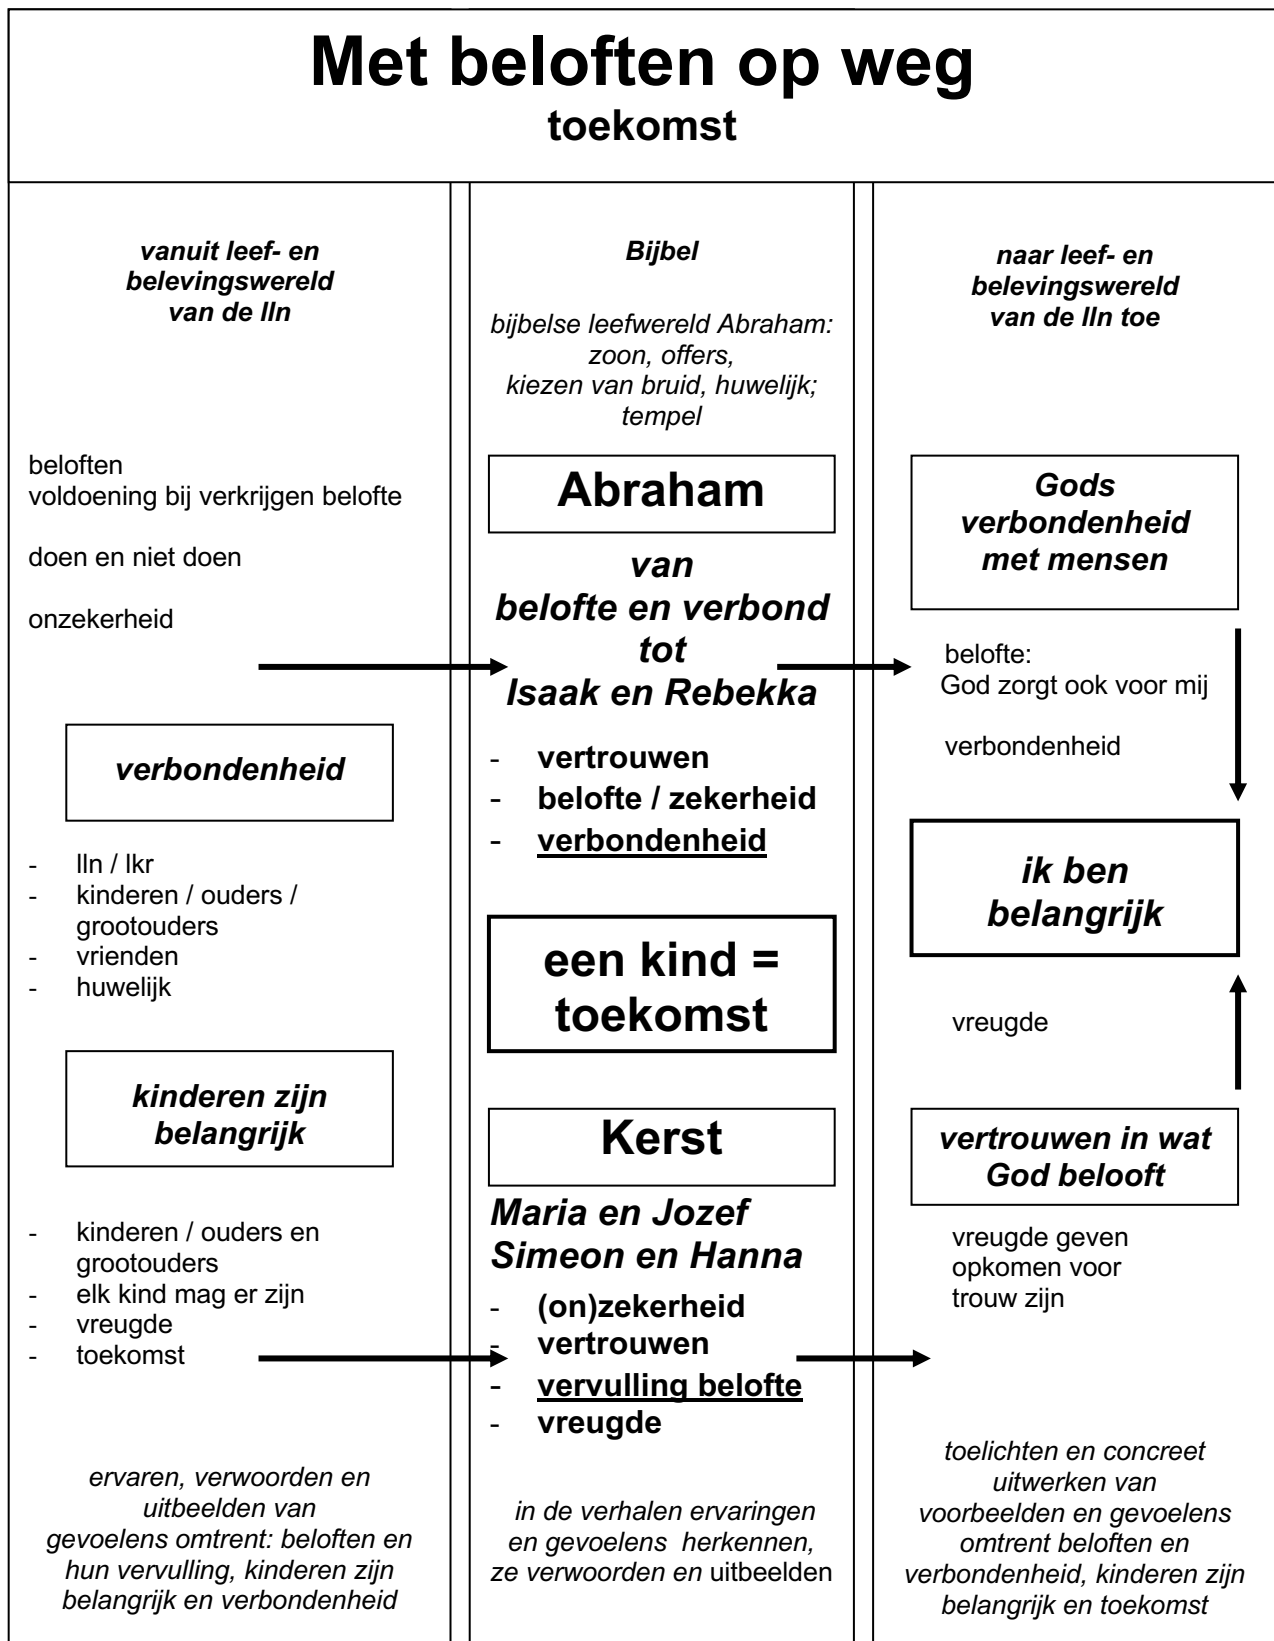 Met beloften op weg
toekomst
vanuit leef- en
belevingswereld
van de lln
beloften
voldoening bij verkrijgen belofte
doen en niet doen
onzekerheid
verbondenheid
- lln / lkr
- kinderen / ouders /
grootouders
- vrienden
- huwelijk
kinderen zijn
belangrijk
- kinderen / ouders en
grootouders
- elk kind mag er zijn
- vreugde
- toekomst
ervaren, verwoorden en
uitbeelden van
gevoelens omtrent: beloften en
hun vervulling, kinderen zijn
belangrijk en verbondenheid
Bijbel
bijbelse leefwereld Abraham:
zoon, offers,
kiezen van bruid, huwelijk;
tempel
Abraham
van
belofte en verbond
tot
Isaak en Rebekka
- vertrouwen
- belofte / zekerheid
- verbondenheid
een kind =
toekomst
Kerst
Maria en Jozef
Simeon en Hanna
- (on)zekerheid
- vertrouwen
- vervulling belofte
- vreugde
in de verhalen ervaringen
en gevoelens herkennen,
ze verwoorden en uitbeelden
naar leef- en
belevingswereld
van de lln toe
Gods
verbondenheid
met mensen
belofte:
God zorgt ook voor mij
verbondenheid
ik ben
belangrijk
vreugde
vertrouwen in wat
God belooft
vreugde geven
opkomen voor
trouw zijn
toelichten en concreet
uitwerken van
voorbeelden en gevoelens
omtrent beloften en
verbondenheid, kinderen zijn
belangrijk en toekomst